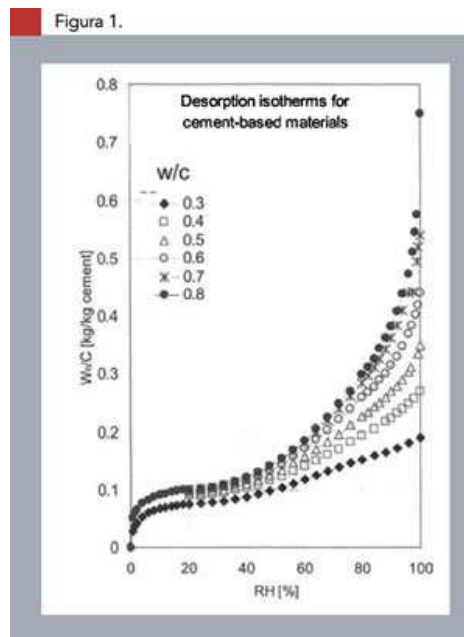 Figura 1.
Desorption isotherms for
cement-based materials
w/c
0.3
0.4
0.5
0.6
0.7
0.8
0.8
0.7
0.6
0.5
0.4
0.3
0.2
0.1
0
0 20 40 60 80 100
Wₙ/C [kg/kg cement]
RH [%]